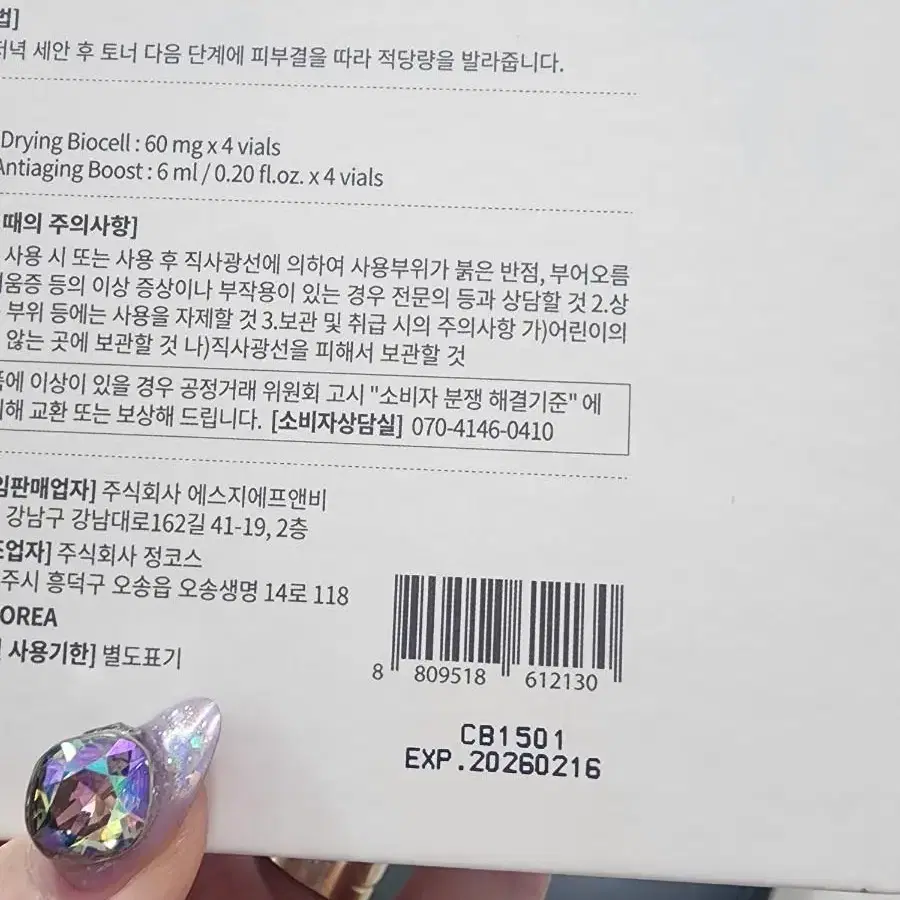 법]
저녁 세안 후 토너 다음 단계에 피부결을 따라 적당량을 발라줍니다.
Drying Biocell : 60 mg x 4 vials
Antiaging Boost : 6 ml / 0.20 fl.oz. x 4 vials
때의 주의사항]
사용 시 또는 사용 후 직사광선에 의하여 사용부위가 붉은 반점, 부어오름
려움증 등의 이상 증상이나 부작용이 있는 경우 전문의 등과 상담할 것 2.상
부위 등에는 사용을 자제할 것 3.보관 및 취급 시의 주의사항 가)어린이의
않는 곳에 보관할 것 나)직사광선을 피해서 보관할 것
품에 이상이 있을 경우 공정거래 위원회 고시 "소비자 분쟁 해결기준" 에
해 교환 또는 보상해 드립니다. [소비자상담실] 070-4146-0410
임판매업자] 주식회사 에스지에프앤비
강남구 강남대로162길 41-19, 2층
조업자] 주식회사 정코스
주시 흥덕구 오송읍 오송생명 14로 118
OREA
사용기한] 별도표기
8 809518 612130
CB1501
EXP.20260216